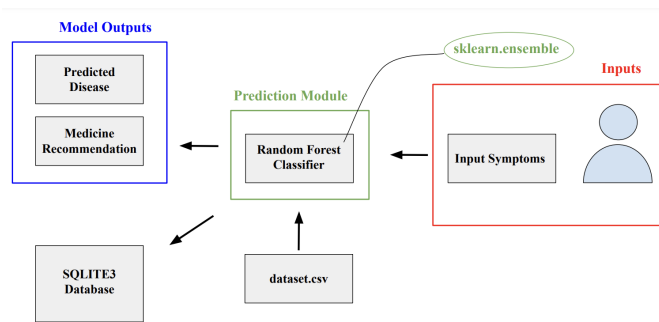 Model Outputs
Predicted
Disease
Medicine
Recommendation
sklearn.ensemble
Prediction Module
Random Forest
Classifier
Inputs
Input Symptoms
SQLITE3
Database
dataset.csv